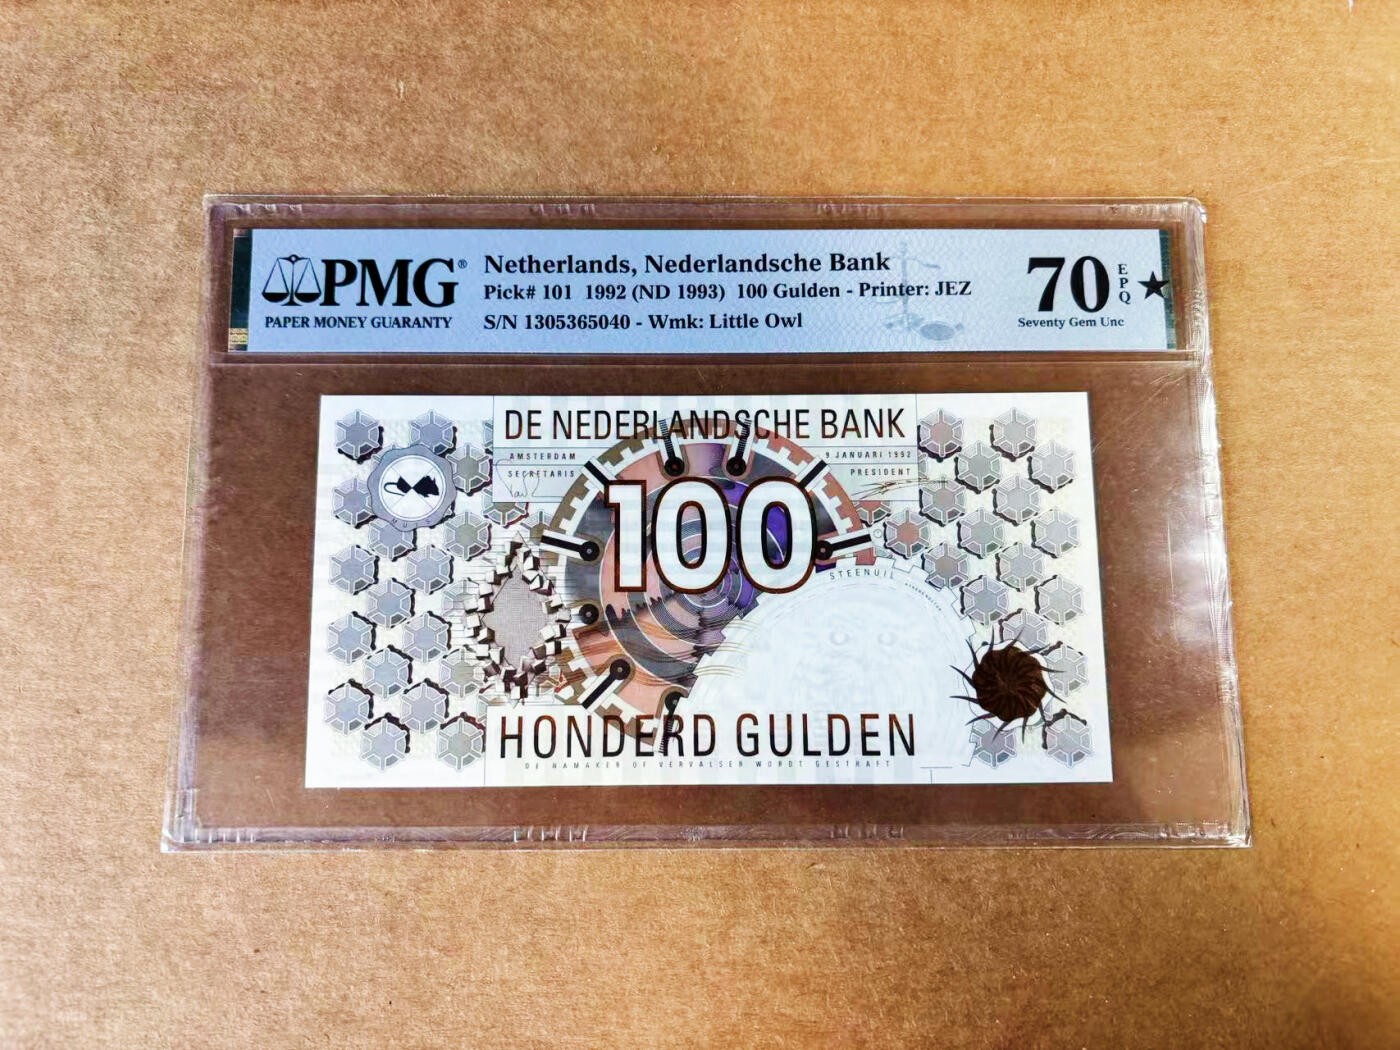 PMG®
PAPER MONEY GUARANTY
Netherlands, Nederlandsche Bank
Pick# 101 1992 (ND 1993) 100 Gulden - Printer: JEZ
S/N 1305365040 - Wmk: Little Owl
70 EPQ ★
Seventy Gem Unc
DE NEDERLANDSCHE BANK
AMSTERDAM
9 JANUARI 1992
SECRETARIS
PRESIDENT
100
MUIS
STEENUIL
HONDERD GULDEN
DE NAMAKER OF VERVALSER WORDT GESTRAFT